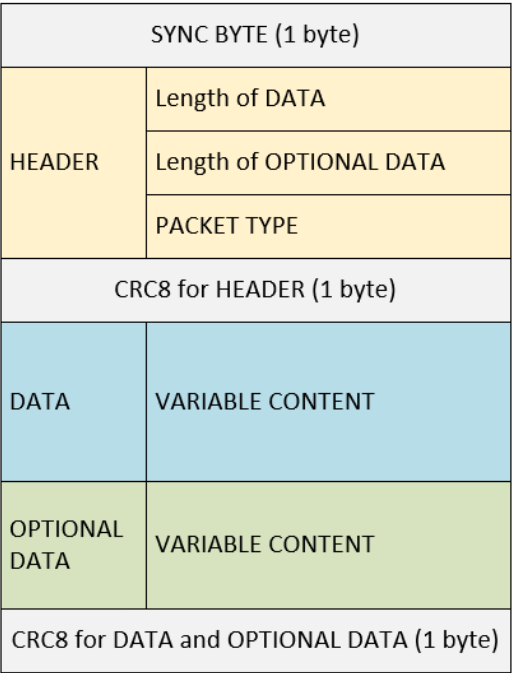 SYNC BYTE (1 byte)
HEADER
Length of DATA
Length of OPTIONAL DATA
PACKET TYPE
CRC8 for HEADER (1 byte)
DATA
VARIABLE CONTENT
OPTIONAL
DATA
VARIABLE CONTENT
CRC8 for DATA and OPTIONAL DATA (1 byte)